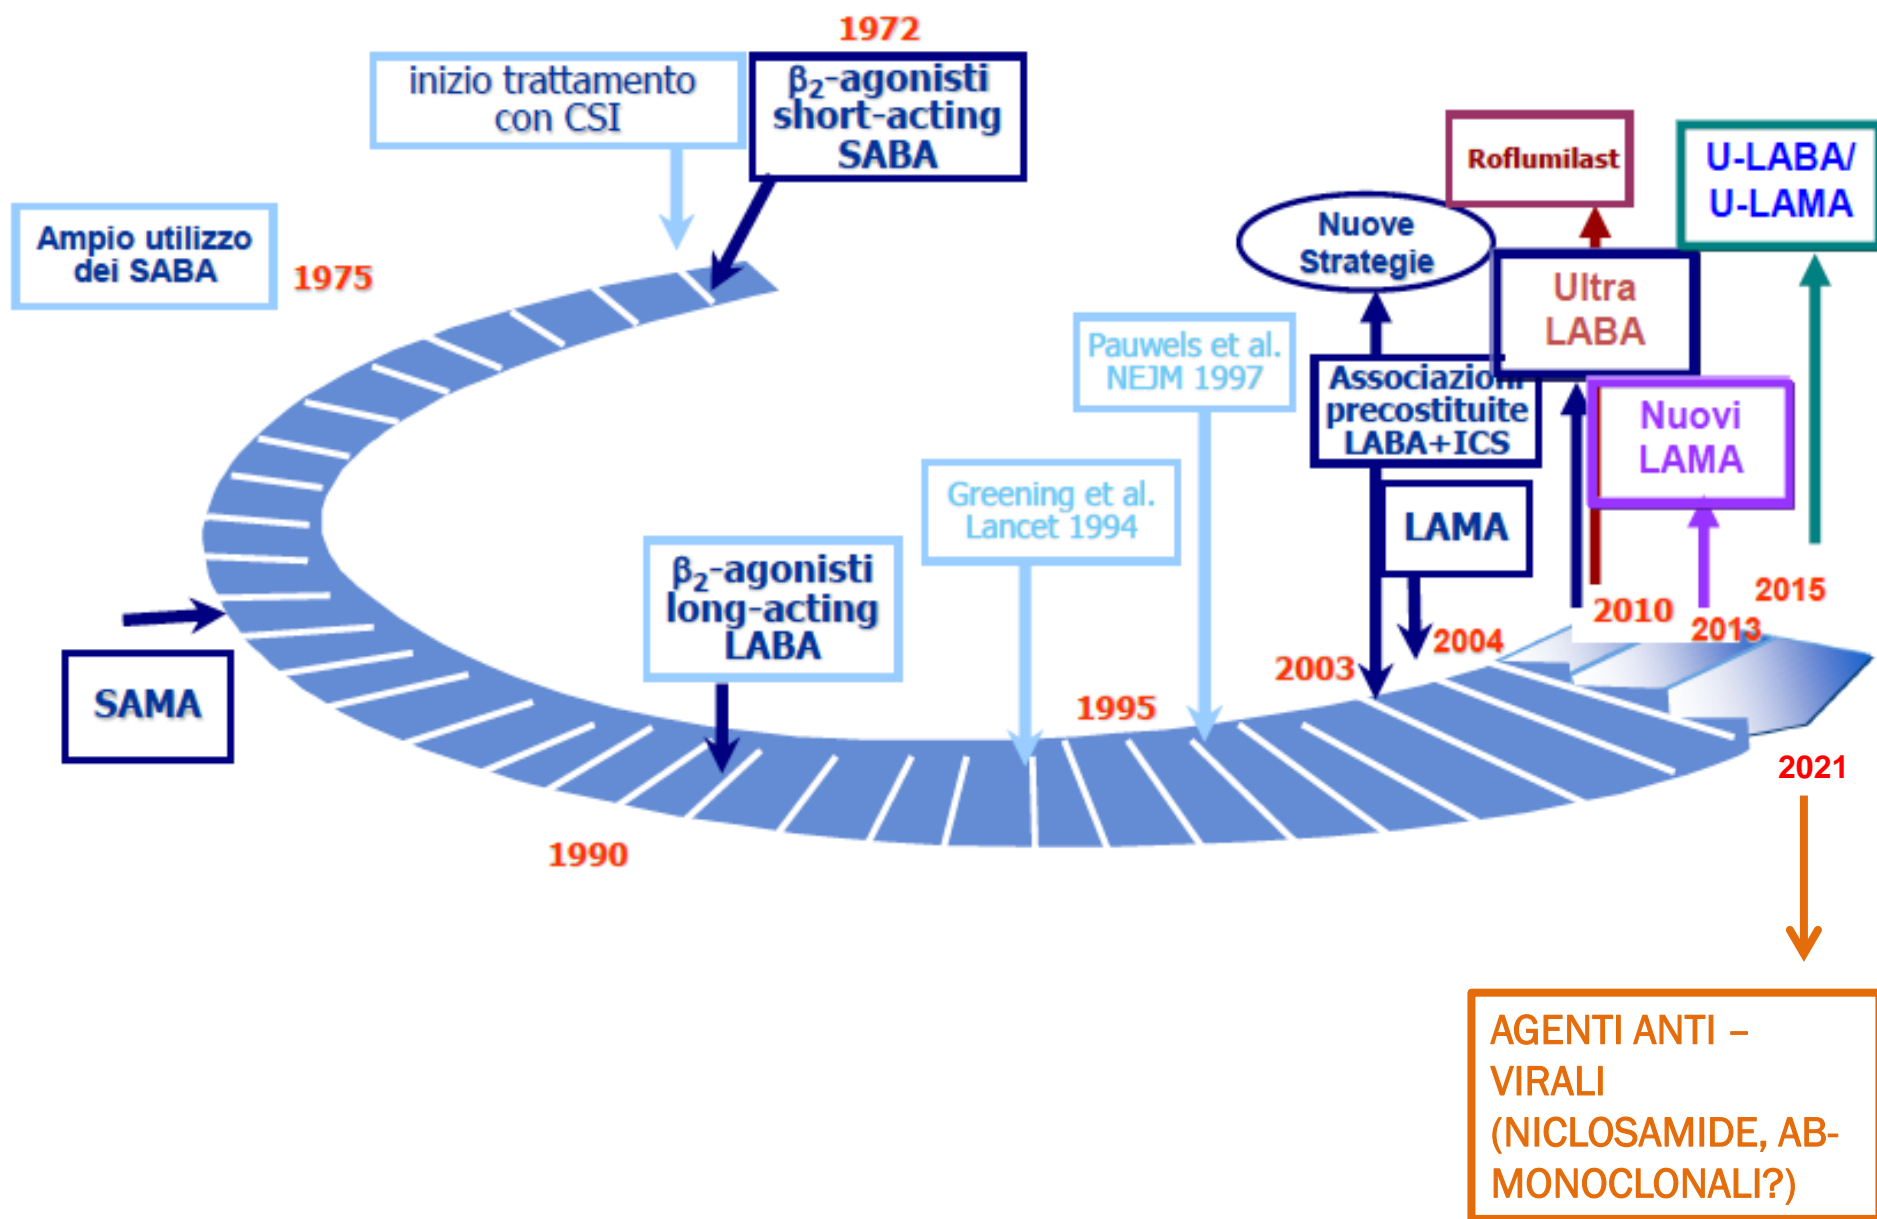 1972
inizio trattamento
con CSI
β2-agonisti
short-acting
SABA
Ampio utilizzo
dei SABA
1975
SAMA
1990
β2-agonisti
long-acting
LABA
Greening et al.
Lancet 1994
1995
Pauwels et al.
NEJM 1997
Nuove
Strategie
Associazioni
precostituite
LABA+ICS
2003
LAMA
2004
Roflumilast
Ultra
LABA
2010
Nuovi
LAMA
2013
U-LABA/
U-LAMA
2015
2021
AGENTI ANTI –
VIRALI
(NICLOSAMIDE, AB-
MONOCLONALI?)